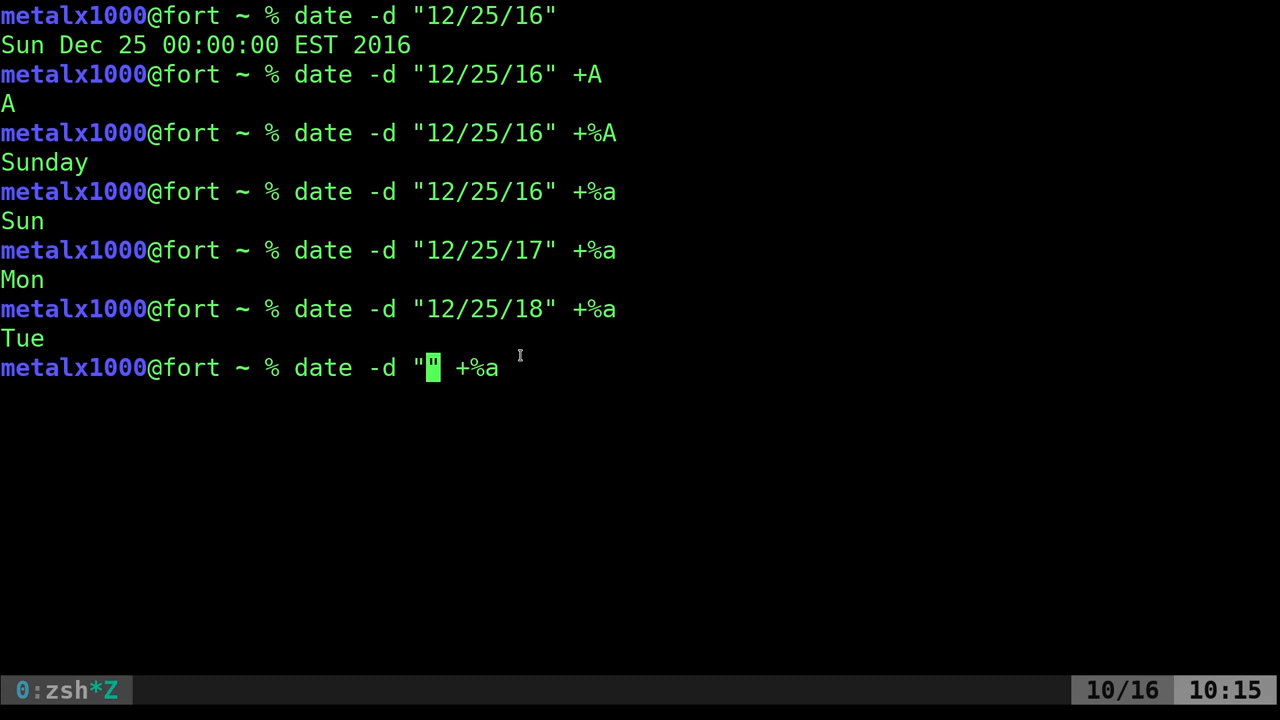 metalx1000@fort ~ % date -d "12/25/16"
Sun Dec 25 00:00:00 EST 2016
metalx1000@fort ~ % date -d "12/25/16" +A
A
metalx1000@fort ~ % date -d "12/25/16" +%A
Sunday
metalx1000@fort ~ % date -d "12/25/16" +%a
Sun
metalx1000@fort ~ % date -d "12/25/17" +%a
Mon
metalx1000@fort ~ % date -d "12/25/18" +%a
Tue
metalx1000@fort ~ % date -d "" +%a
0:zsh*Z 10/16 10:15